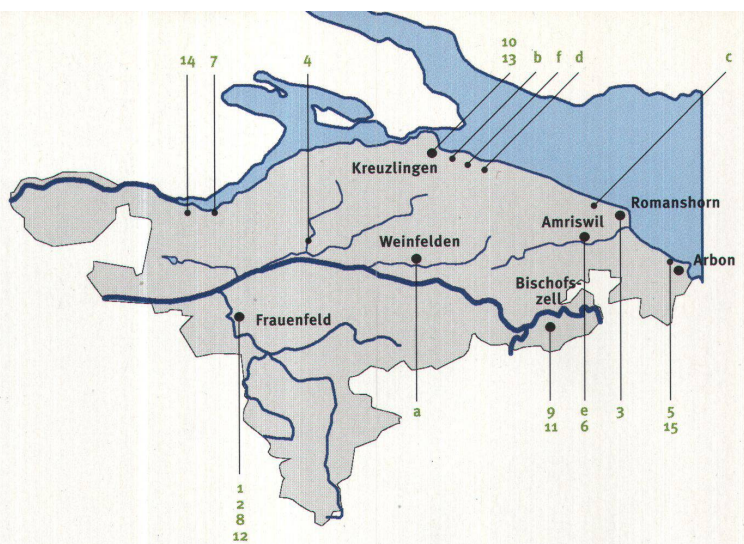 10
14 7 4 13 b f d c
Kreuzlingen
Romanshorn
Amriswil
Weinfelden
Arbon
Bischofs-
zell
Frauenfeld
a 9 e 3 5
11 6 15
1
2
8
12